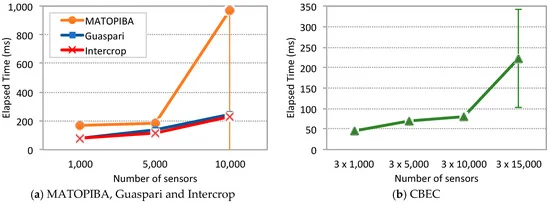 1,000
800
600
400
200
0
Elapsed Time (ms)
MATOPIBA
Guaspari
Intercrop
1,000 5,000 10,000
Number of sensors
(a) MATOPIBA, Guaspari and Intercrop
350
300
250
200
150
100
50
0
Elapsed Time (ms)
3 x 1,000 3 x 5,000 3 x 10,000 3 x 15,000
Number of sensors
(b) CBEC